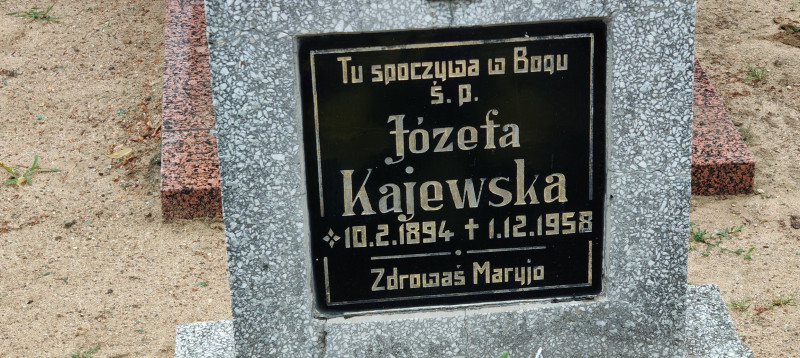 Tu spoczywa w Bogu
ś. p.
Józefa
Kajewska
10.2.1894 † 1.12.1958
Zdrowaś Maryjo